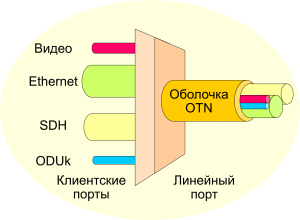 Видео
Ethernet
SDH
ODUk
Оболочка
OTN
Клиентские
порты
Линейный
порт